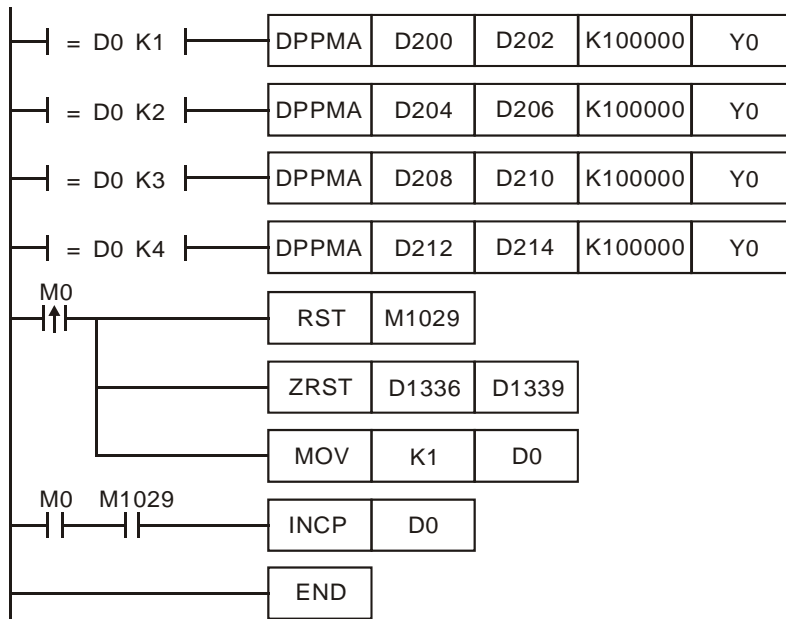 = D0 K1 DPPMA D200 D202 K100000 Y0
= D0 K2 DPPMA D204 D206 K100000 Y0
= D0 K3 DPPMA D208 D210 K100000 Y0
= D0 K4 DPPMA D212 D214 K100000 Y0
M0
RST M1029
ZRST D1336 D1339
MOV K1 D0
M0 M1029
INCP D0
END